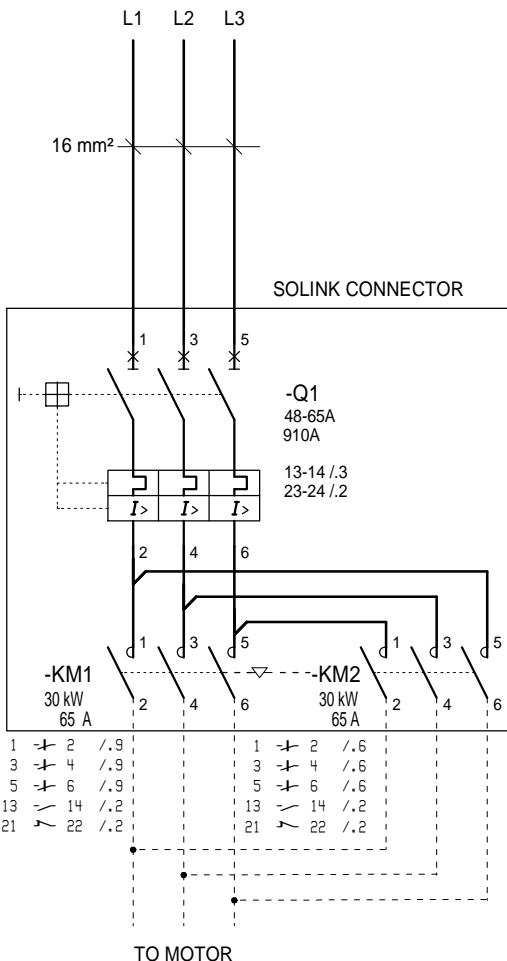 L1 L2 L3
16 mm²
SOLINK CONNECTOR
1 3 5
-Q1
48-65A
910A
13-14 /.3
23-24 /.2
I> I> I>
2 4 6
1 3 5 1 3 5
-KM1 -KM2
30 kW 30 kW
65 A 65 A
2 4 6 2 4 6
1 2 /.9 1 2 /.6
3 4 /.9 3 4 /.6
5 6 /.9 5 6 /.6
13 14 /.2 13 14 /.2
21 22 /.2 21 22 /.2
TO MOTOR